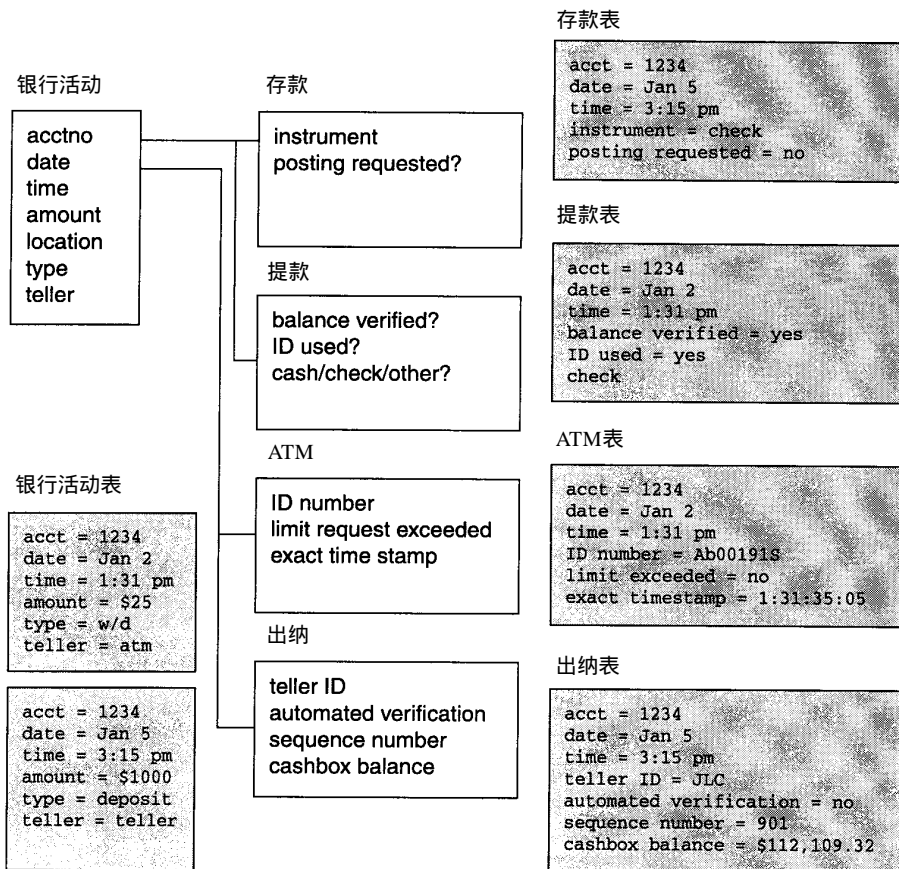 银行活动
acctno
date
time
amount
location
type
teller
存款
instrument
posting requested?
提款
balance verified?
ID used?
cash/check/other?
ATM
ID number
limit request exceeded
exact time stamp
出纳
teller ID
automated verification
sequence number
cashbox balance
银行活动表
acct = 1234
date = Jan 2
time = 1:31 pm
amount = $25
type = w/d
teller = atm
acct = 1234
date = Jan 5
time = 3:15 pm
amount = $1000
type = deposit
teller = teller
存款表
acct = 1234
date = Jan 5
time = 3:15 pm
instrument = check
posting requested = no
提款表
acct = 1234
date = Jan 2
time = 1:31 pm
balance verified = yes
ID used = yes
check
ATM表
acct = 1234
date = Jan 2
time = 1:31 pm
ID number = Ab00191S
limit exceeded = no
exact timestamp = 1:31:35:05
出纳表
acct = 1234
date = Jan 5
time = 3:15 pm
teller ID = JLC
automated verification = no
sequence number = 901
cashbox balance = $112,109.32